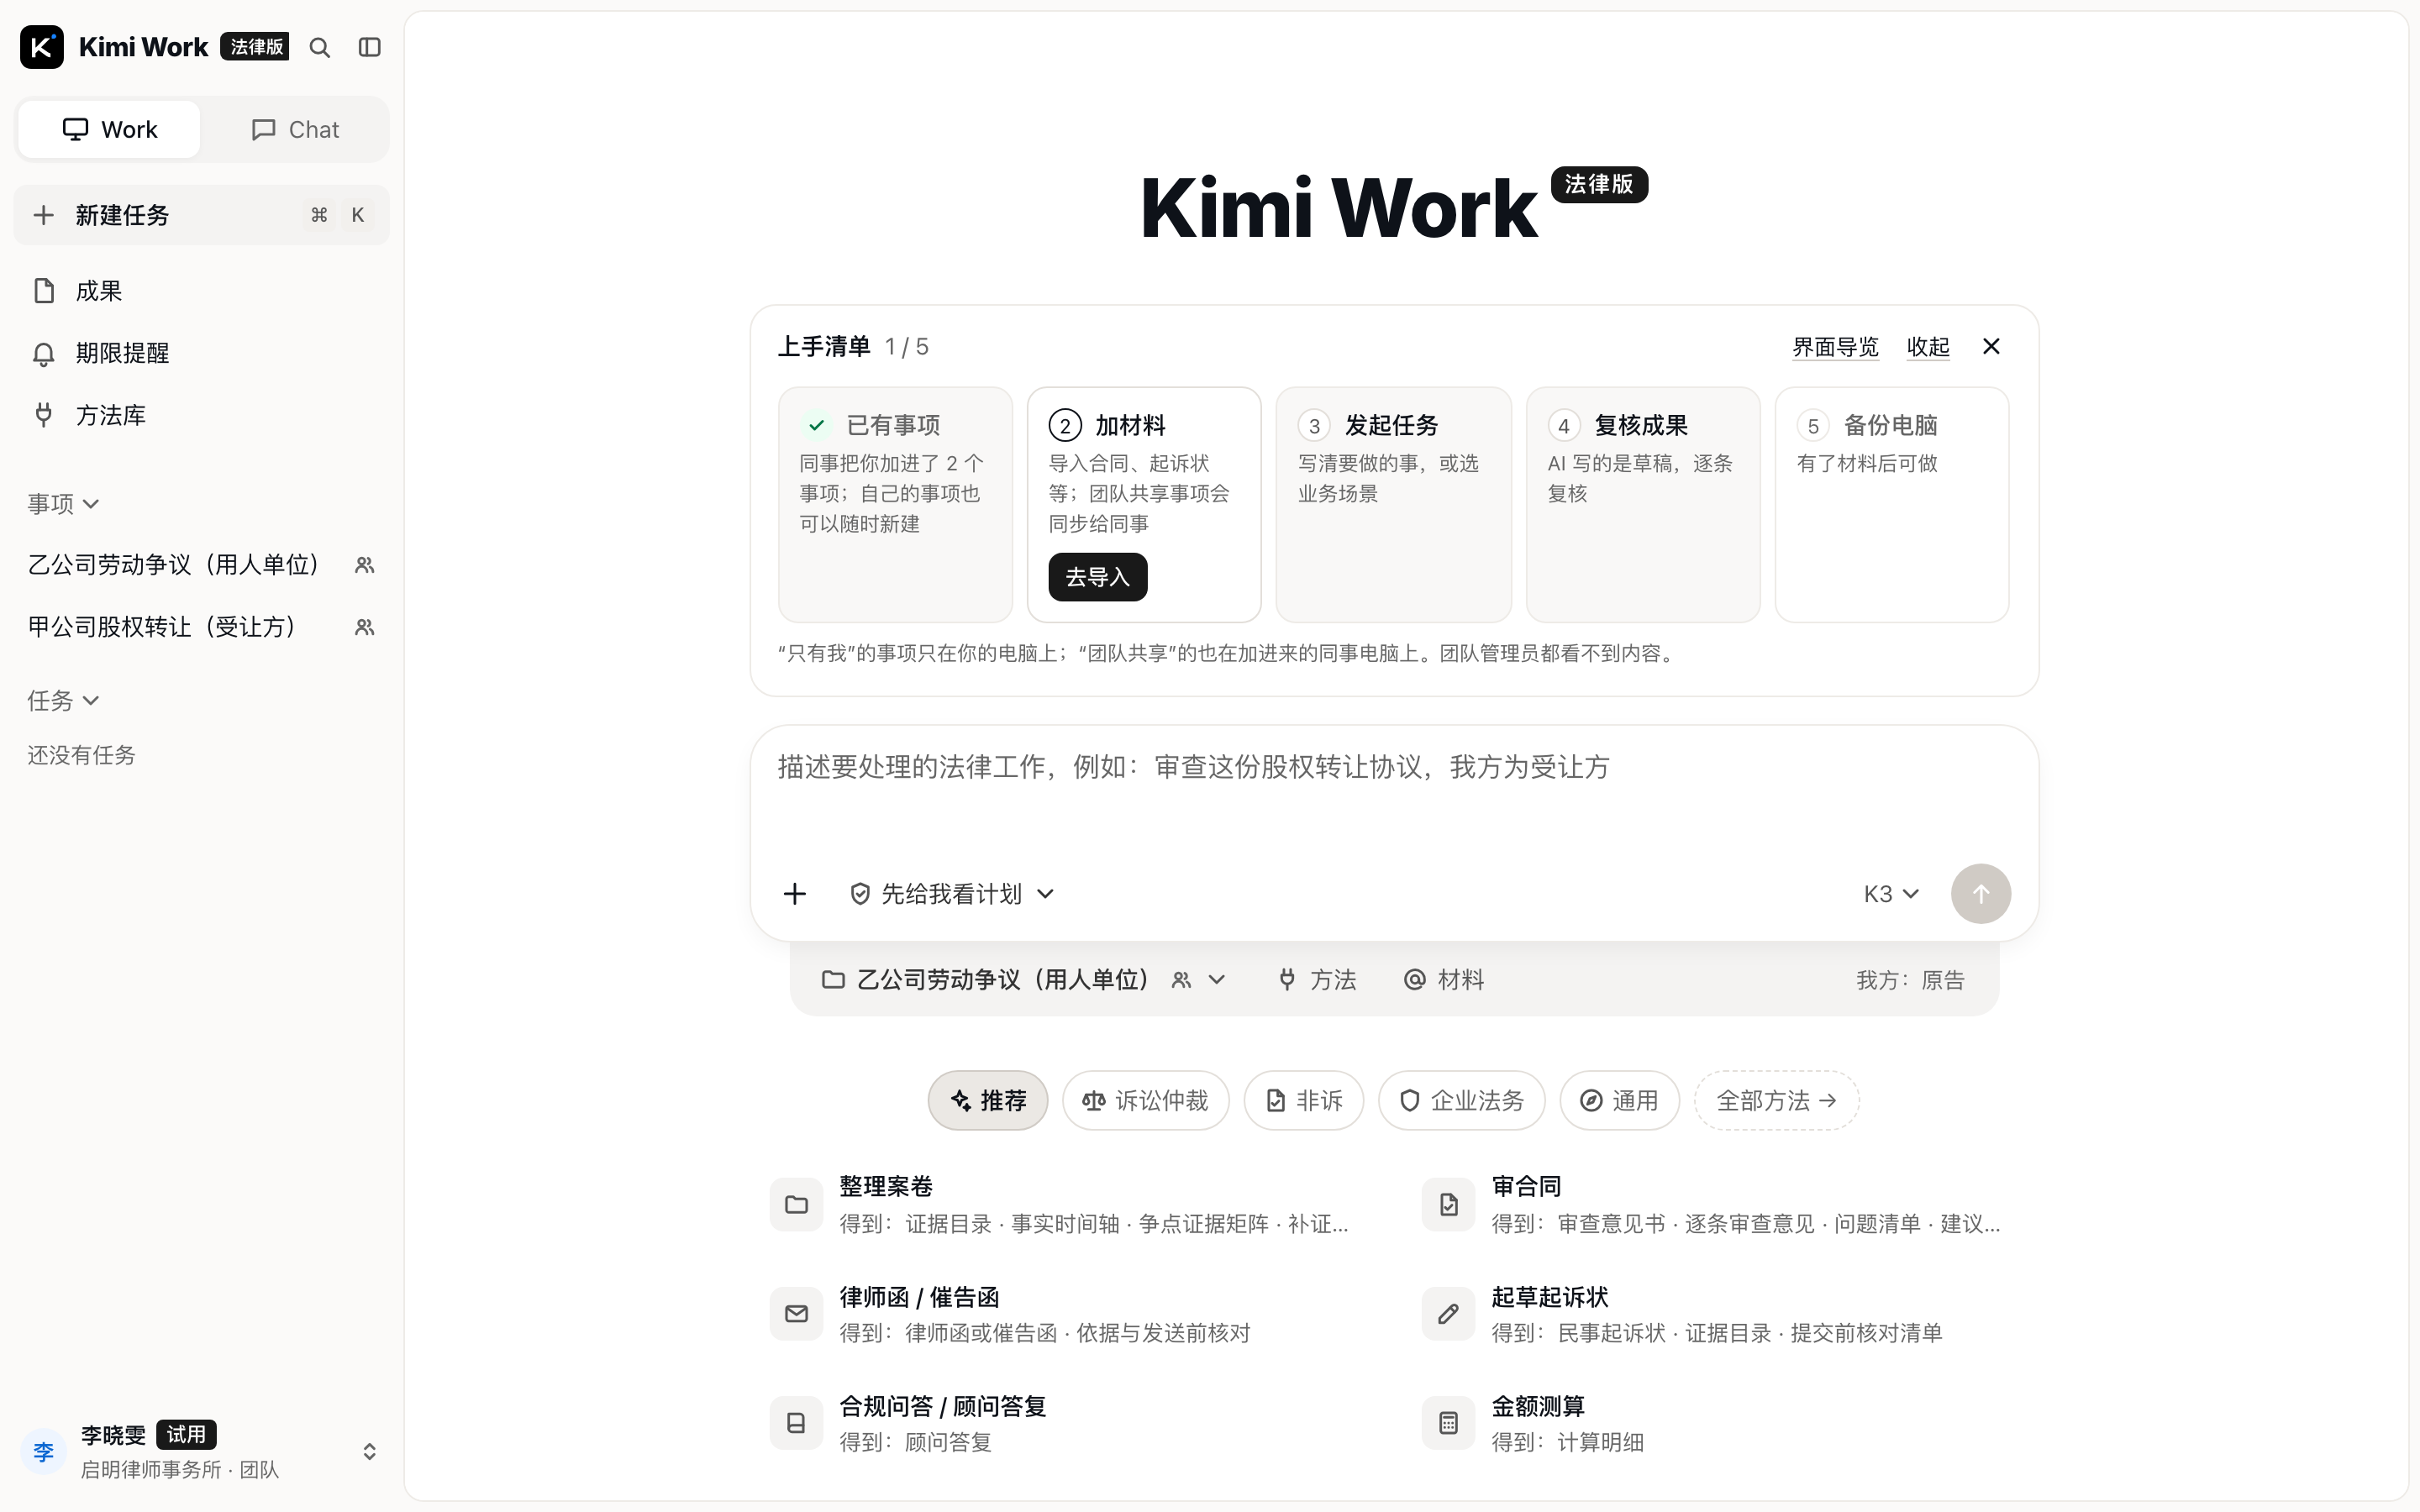 Kimi Work 法律版
Work
Chat
新建任务 ⌘ K
成果
期限提醒
方法库
事项
乙公司劳动争议（用人单位）
甲公司股权转让（受让方）
任务
还没有任务
李
李晓雯 试用
启明律师事务所 · 团队
Kimi Work 法律版
上手清单 1 / 5
界面导览 收起
已有事项
同事把你加进了 2 个
事项；自己的事项也
可以随时新建
2 加材料
导入合同、起诉状
等；团队共享事项会
同步给同事
去导入
3 发起任务
写清要做的事，或选
业务场景
4 复核成果
AI 写的是草稿，逐条
复核
5 备份电脑
有了材料后可做
“只有我”的事项只在你的电脑上；“团队共享”的也在加进来的同事电脑上。团队管理员都看不到内容。
描述要处理的法律工作，例如：审查这份股权转让协议，我方为受让方
先给我看计划
K3
乙公司劳动争议（用人单位）
方法
材料
我方：原告
推荐
诉讼仲裁
非诉
企业法务
通用
全部方法 →
整理案卷
得到：证据目录 · 事实时间轴 · 争点证据矩阵 · 补证...
审合同
得到：审查意见书 · 逐条审查意见 · 问题清单 · 建议...
律师函 / 催告函
得到：律师函或催告函 · 依据与发送前核对
起草起诉状
得到：民事起诉状 · 证据目录 · 提交前核对清单
合规问答 / 顾问答复
得到：顾问答复
金额测算
得到：计算明细